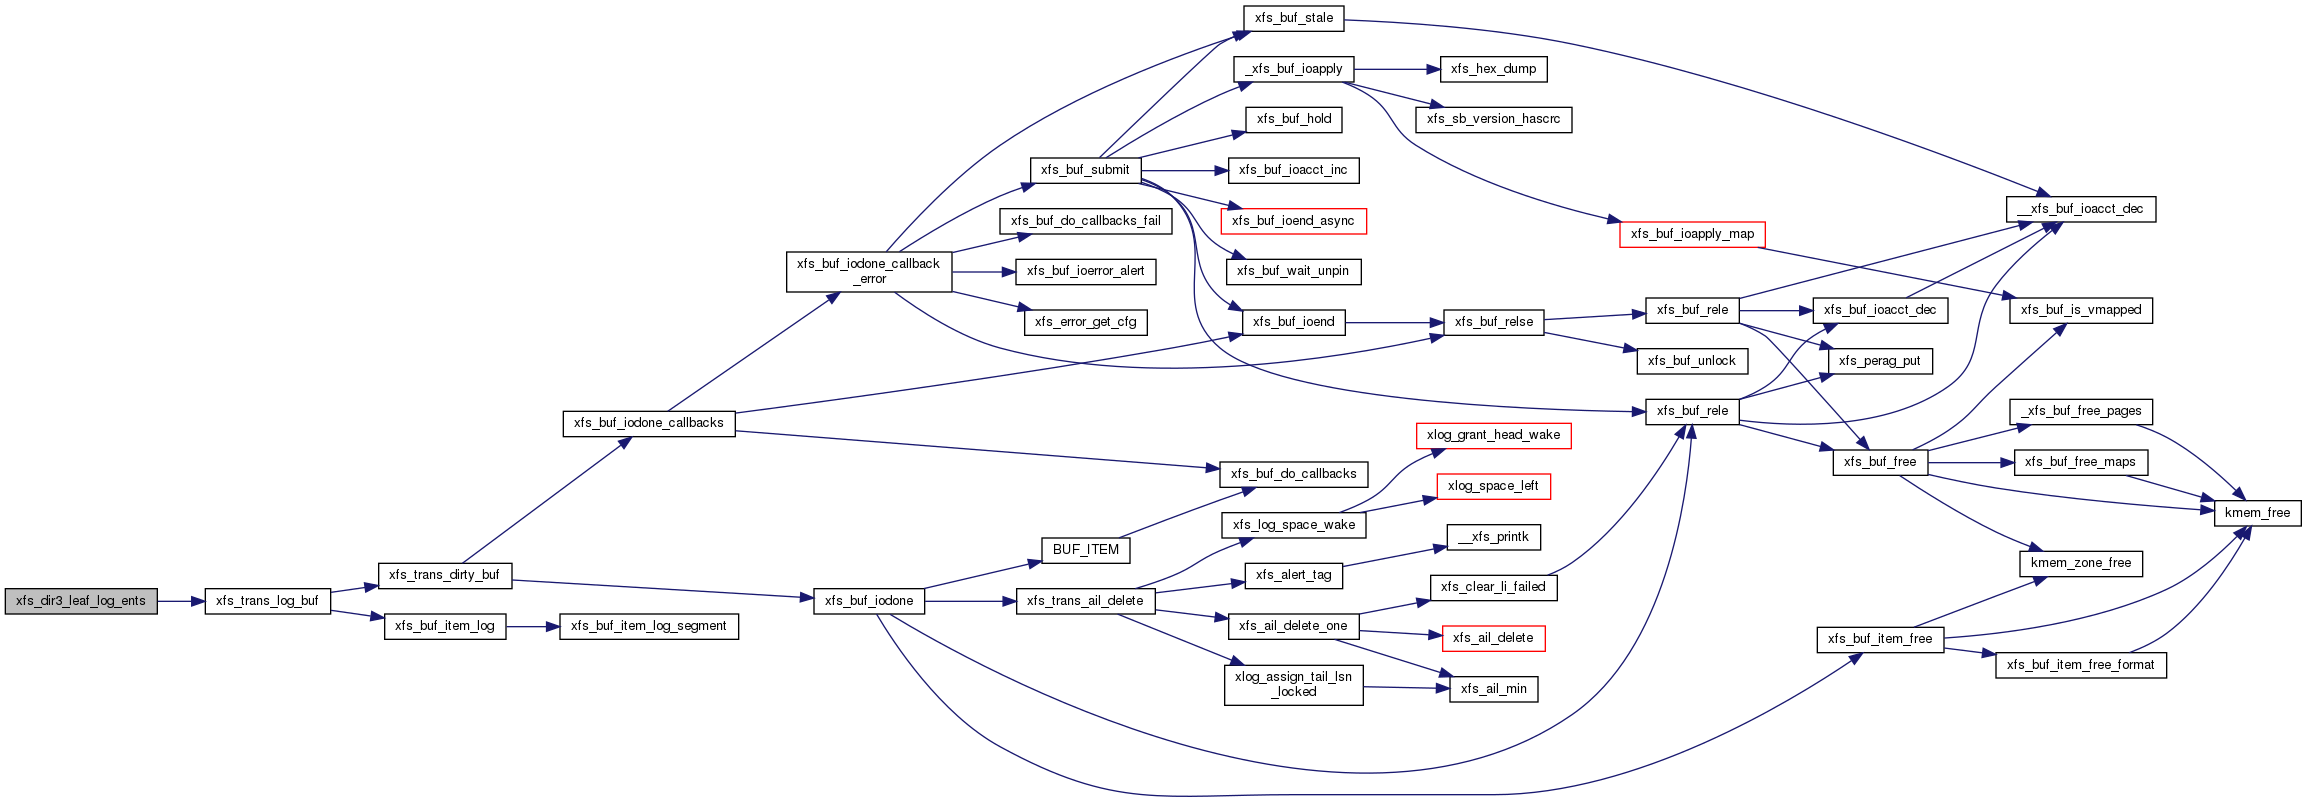 xfs_buf_stale
_xfs_buf_ioapply
xfs_hex_dump
xfs_buf_hold
xfs_sb_version_hascrc
xfs_buf_submit
xfs_buf_ioacct_inc
xfs_buf_do_callbacks_fail
xfs_buf_ioend_async
__xfs_buf_ioacct_dec
xfs_buf_ioapply_map
xfs_buf_iodone_callback
_error
xfs_buf_ioerror_alert
xfs_buf_wait_unpin
xfs_error_get_cfg
xfs_buf_ioend
xfs_buf_relse
xfs_buf_rele
xfs_buf_ioacct_dec
xfs_buf_is_vmapped
xfs_buf_unlock
xfs_perag_put
xfs_buf_iodone_callbacks
xfs_buf_rele
_xfs_buf_free_pages
xlog_grant_head_wake
xfs_buf_free
xfs_buf_free_maps
xfs_buf_do_callbacks
xlog_space_left
kmem_free
xfs_log_space_wake
__xfs_printk
BUF_ITEM
kmem_zone_free
xfs_trans_dirty_buf
xfs_alert_tag
xfs_clear_li_failed
xfs_dir3_leaf_log_ents
xfs_trans_log_buf
xfs_buf_iodone
xfs_trans_ail_delete
xfs_buf_item_log
xfs_buf_item_log_segment
xfs_ail_delete_one
xfs_ail_delete
xfs_buf_item_free
xfs_buf_item_free_format
xlog_assign_tail_lsn
_locked
xfs_ail_min